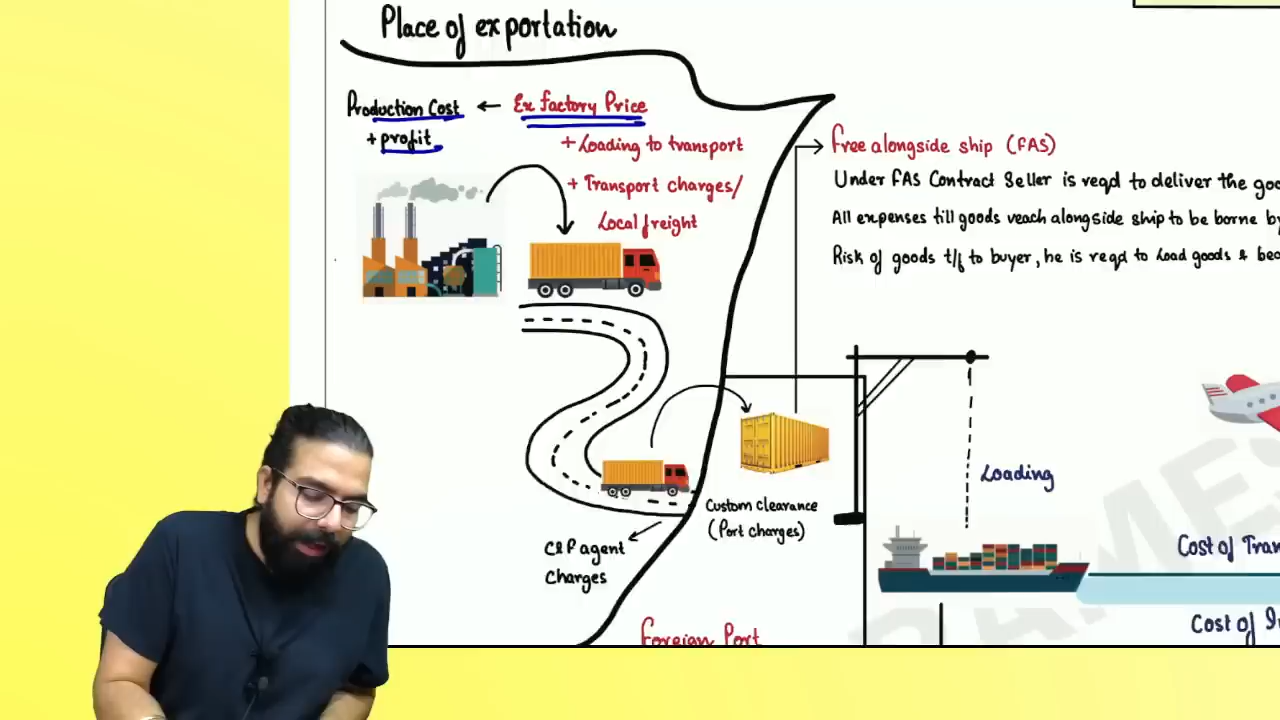 Place of exportation
Production Cost ← Ex Factory Price
+ profit
+ Loading to transport
+ Transport charges/
Local freight
Free alongside ship (FAS)
Under FAS Contract Seller is reqd to deliver the goo
All expenses till goods reach alongside ship to be borne by
Risk of goods t/f to buyer, he is reqd to Load goods & bea
Loading
Custom clearance
(Port charges)
C&F agent
Charges
Cost of Tran
Cost of In
Foreign Port